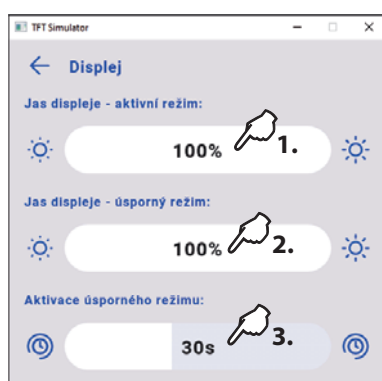 TFT Simulator
Displej
Jas displeje - aktivní režim:
100% 1.
Jas displeje - úsporný režim:
100% 2.
Aktivace úsporného režimu:
30s 3.